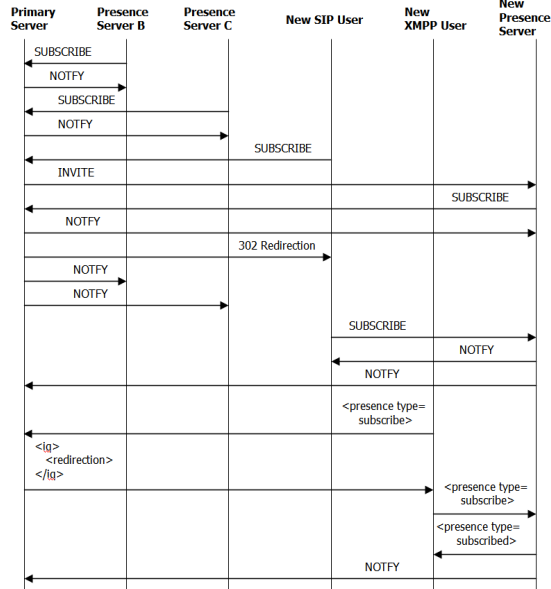 Primary Server
Presence Server B
Presence Server C
New SIP User
New XMPP User
New Presence Server
SUBSCRIBE
NOTFY
SUBSCRIBE
NOTFY
SUBSCRIBE
INVITE
SUBSCRIBE
NOTFY
302 Redirection
NOTFY
NOTFY
SUBSCRIBE
NOTFY
NOTFY
<presence type=
subscribe>
<iq>
<redirection>
</iq>
<presence type=
subscribe>
<presence type=
subscribed>
NOTFY